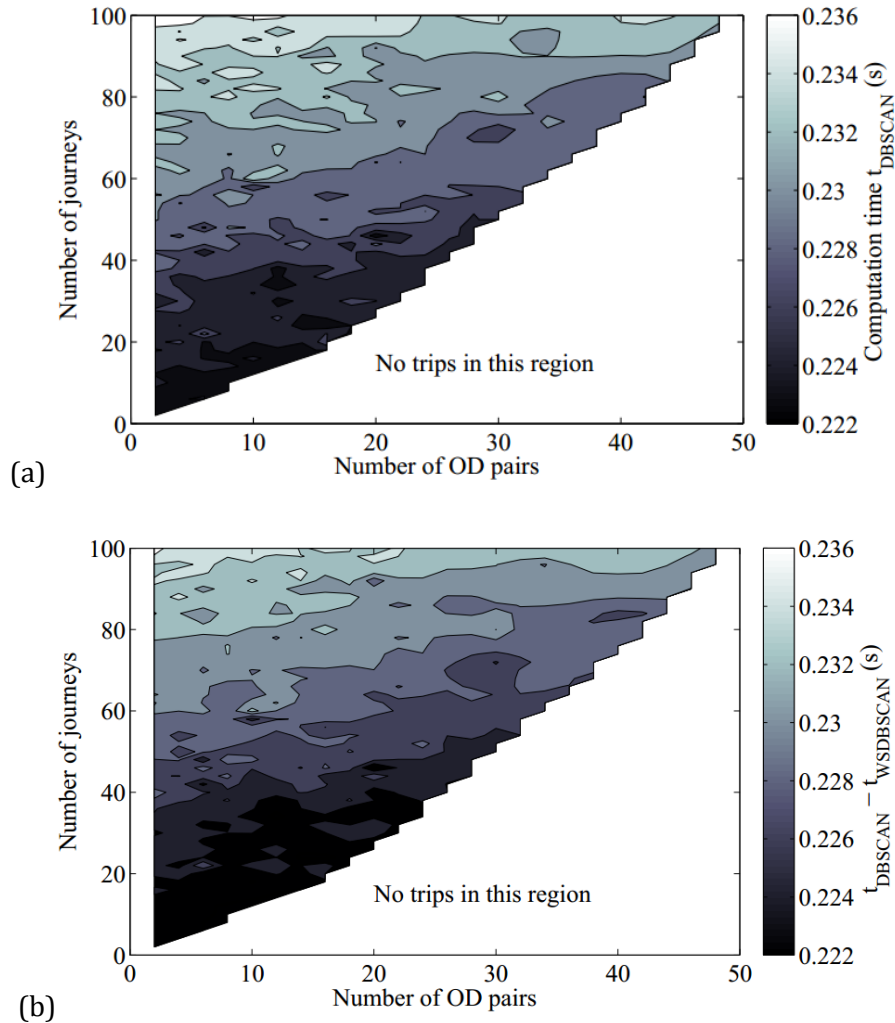 100
80
60
40
20
0
Number of journeys
No trips in this region
0 10 20 30 40 50
Number of OD pairs
0.236
0.234
0.232
0.23
0.228
0.226
0.224
0.222
Computation time t_DBSCAN (s)
(a)
100
80
60
40
20
0
Number of journeys
No trips in this region
0 10 20 30 40 50
Number of OD pairs
0.236
0.234
0.232
0.23
0.228
0.226
0.224
0.222
t_DBSCAN − t_WSDBSCAN (s)
(b)